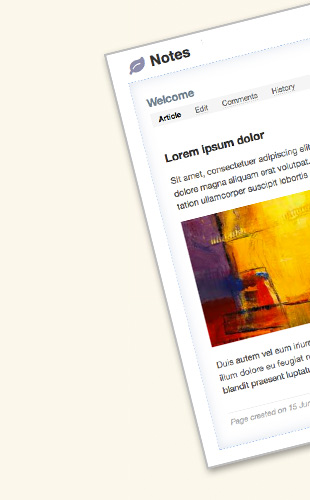 Notes
Welcome
Article Edit Comments History
Lorem ipsum dolor
Sit amet, consectetuer adipiscing elit
dolore magna aliquam erat volutpat.
tation ullamcorper suscipit lobortis
Duis autem vel eum iriure
illum dolore eu feugiat n
blandit praesent luptatu
Page created on 15 Jun